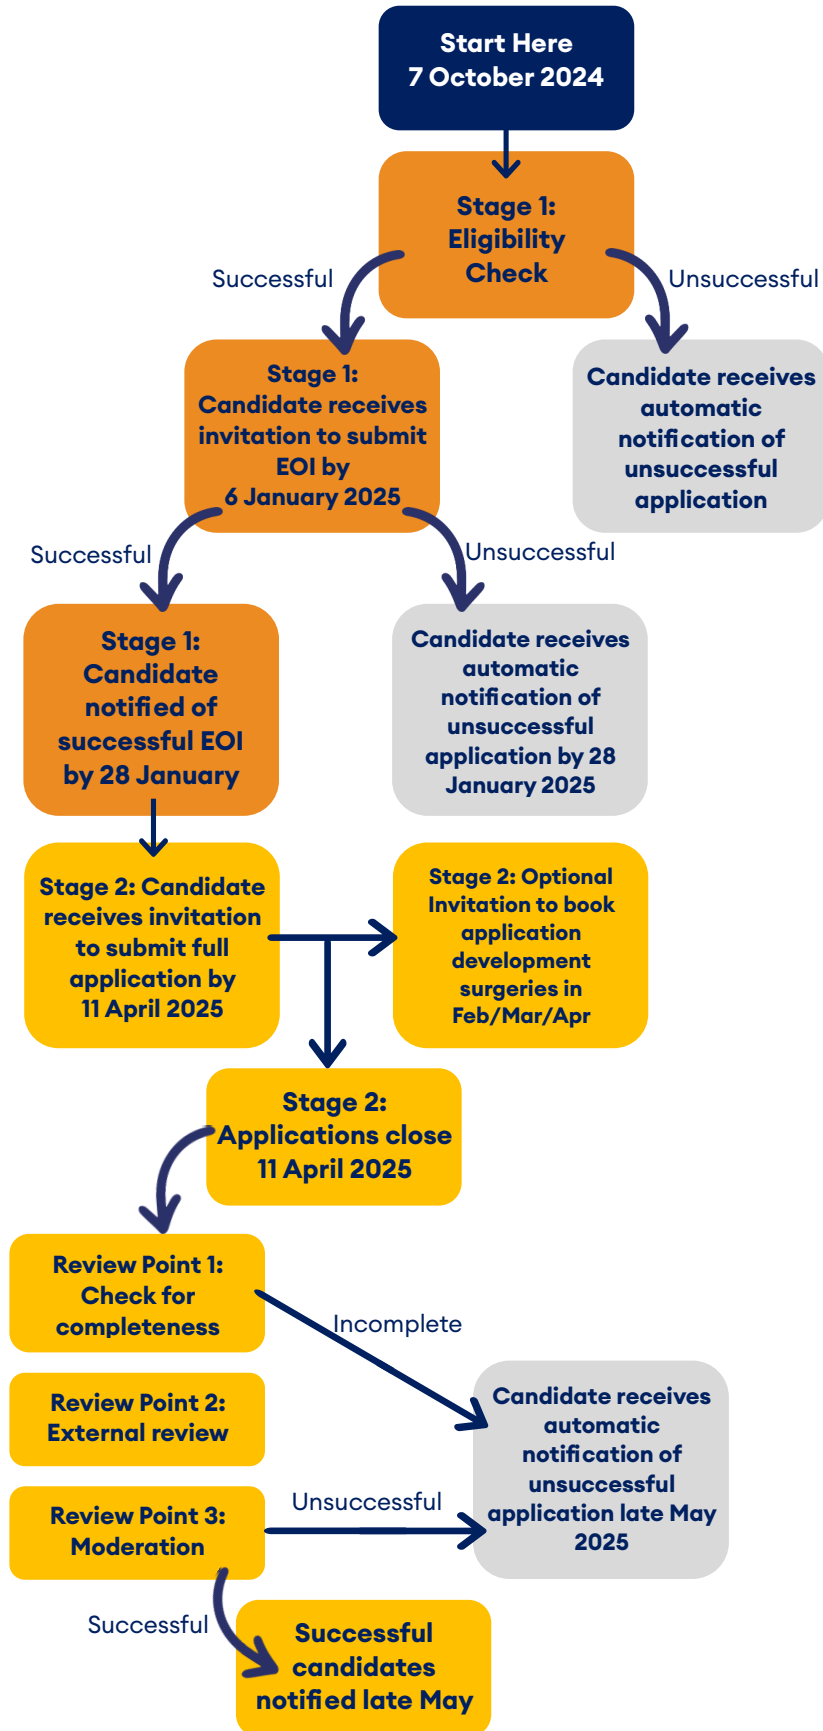 Start Here
7 October 2024
Stage 1:
Eligibility
Check
Successful
Unsuccessful
Stage 1:
Candidate receives
invitation to submit
EOI by
6 January 2025
Candidate receives
automatic
notification of
unsuccessful
application
Successful
Unsuccessful
Stage 1:
Candidate
notified of
successful EOI
by 28 January
Candidate receives
automatic
notification of
unsuccessful
application by 28
January 2025
Stage 2: Candidate
receives invitation
to submit full
application by
11 April 2025
Stage 2: Optional
Invitation to book
application
development
surgeries in
Feb/Mar/Apr
Stage 2:
Applications close
11 April 2025
Review Point 1:
Check for
completeness
Incomplete
Review Point 2:
External review
Candidate receives
automatic
notification of
unsuccessful
application late May
2025
Review Point 3:
Moderation
Unsuccessful
Successful
Successful
candidates
notified late May